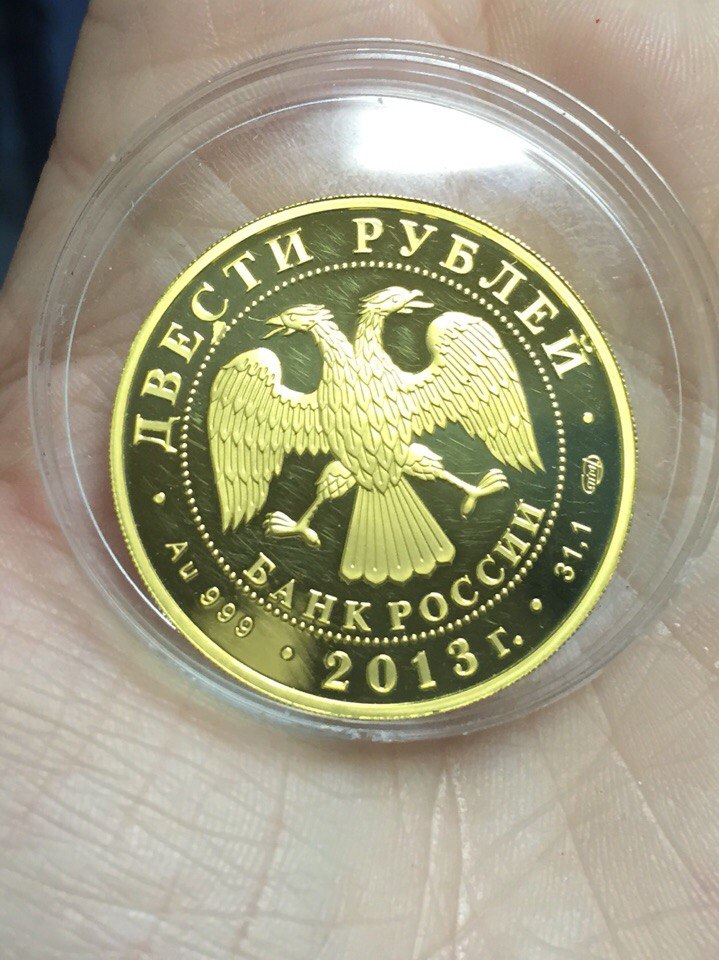 ДВЕСТИ РУБЛЕЙ
БАНК РОССИИ
Au 999 • 2013 г. • 31,1